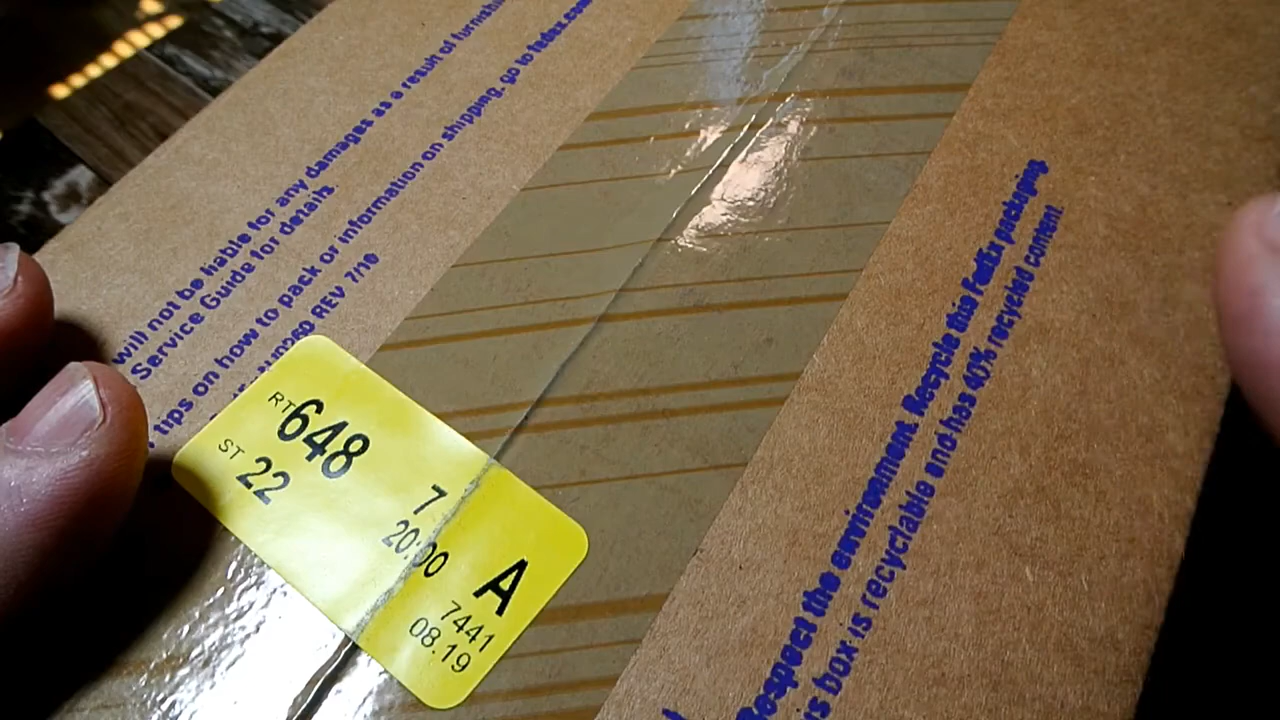 will not be liable for any damages as a result of furnishi
Service Guide for details.
tips on how to pack or information on shipping, go to fedex.com
REV 7/10
RT 648
ST 22
7
20:00
A
7441
08.19
Respect the environment. Recycle this FedEx packaging.
is box is recyclable and has 40% recycled content